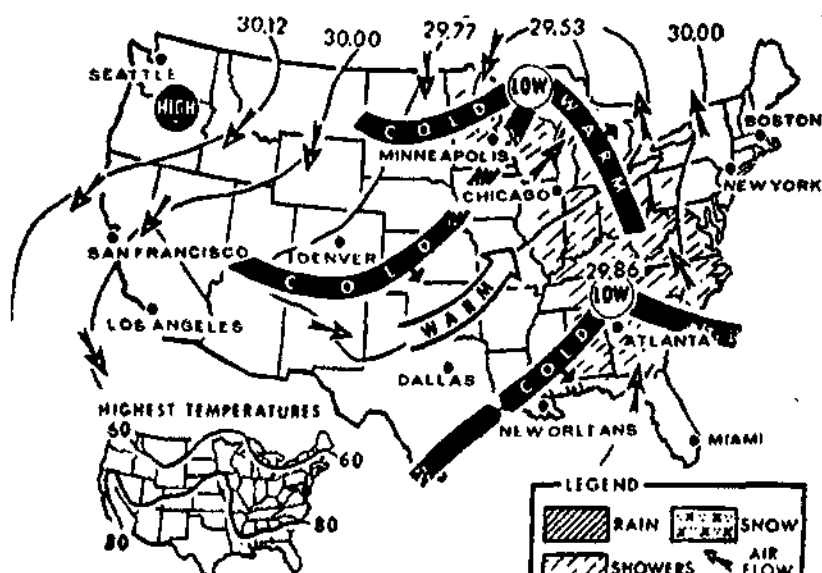 30.12
30.00
29.77
29.53
30.00
SEATTLE
HIGH
COLD
LOW
WARM
MINNEAPOLIS
BOSTON
CHICAGO
NEW YORK
SAN FRANCISCO
DENVER
COLD
WARM
29.86
LOW
LOS ANGELES
ATLANTA
COLD
DALLAS
NEW ORLEANS
MIAMI
HIGHEST TEMPERATURES
60
60
80
80
LEGEND
RAIN
SNOW
SHOWERS
AIR
FLOW